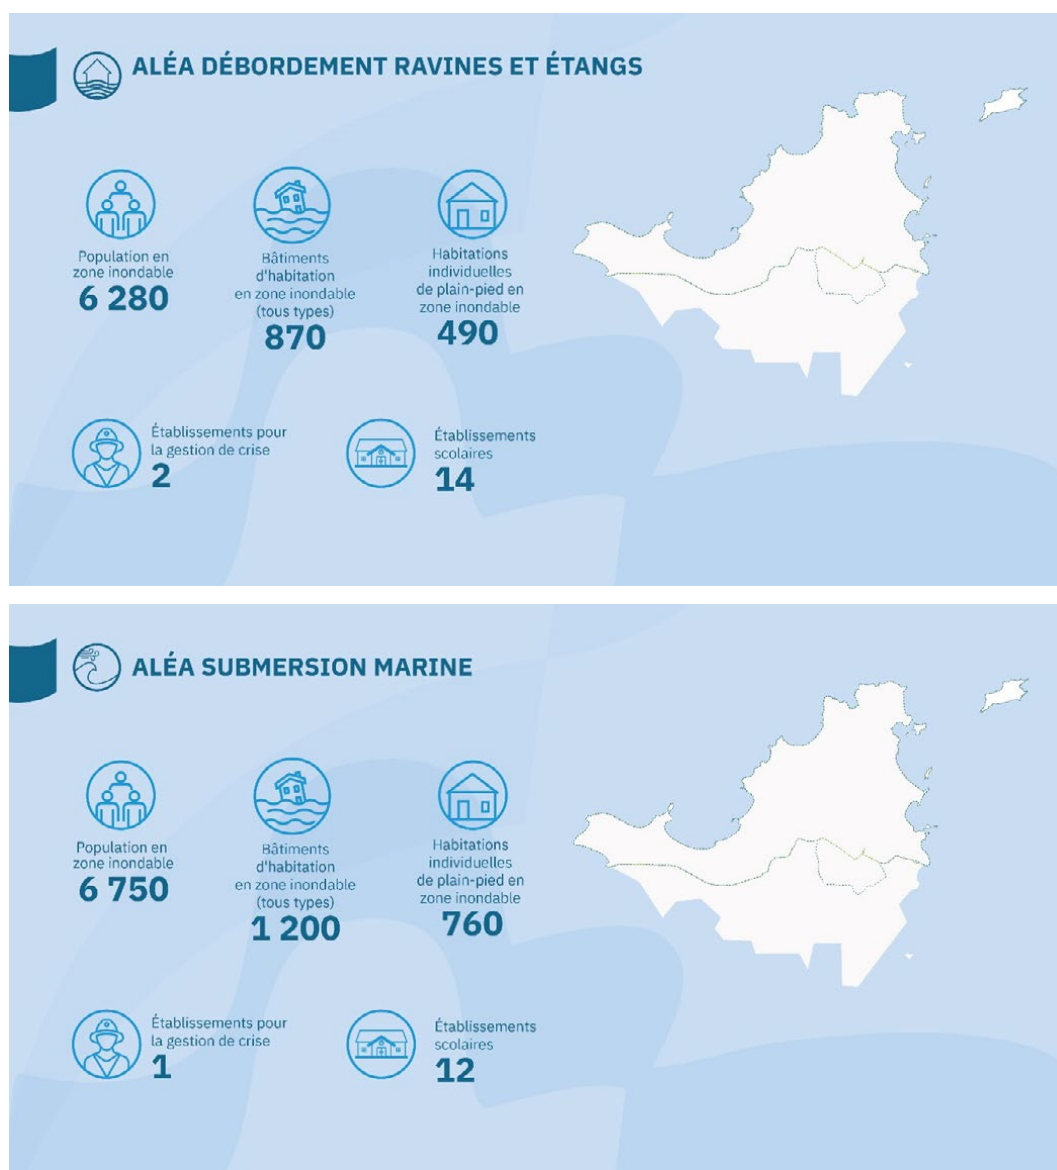 ALÉA DÉBORDEMENT RAVINES ET ÉTANGS
Population en
zone inondable
6 280
Bâtiments
d'habitation
en zone inondable
(tous types)
870
Habitations
individuelles
de plain-pied en
zone inondable
490
Établissements pour
la gestion de crise
2
Établissements
scolaires
14
ALÉA SUBMERSION MARINE
Population en
zone inondable
6 750
Bâtiments
d'habitation
en zone inondable
(tous types)
1 200
Habitations
individuelles
de plain-pied en
zone inondable
760
Établissements pour
la gestion de crise
1
Établissements
scolaires
12